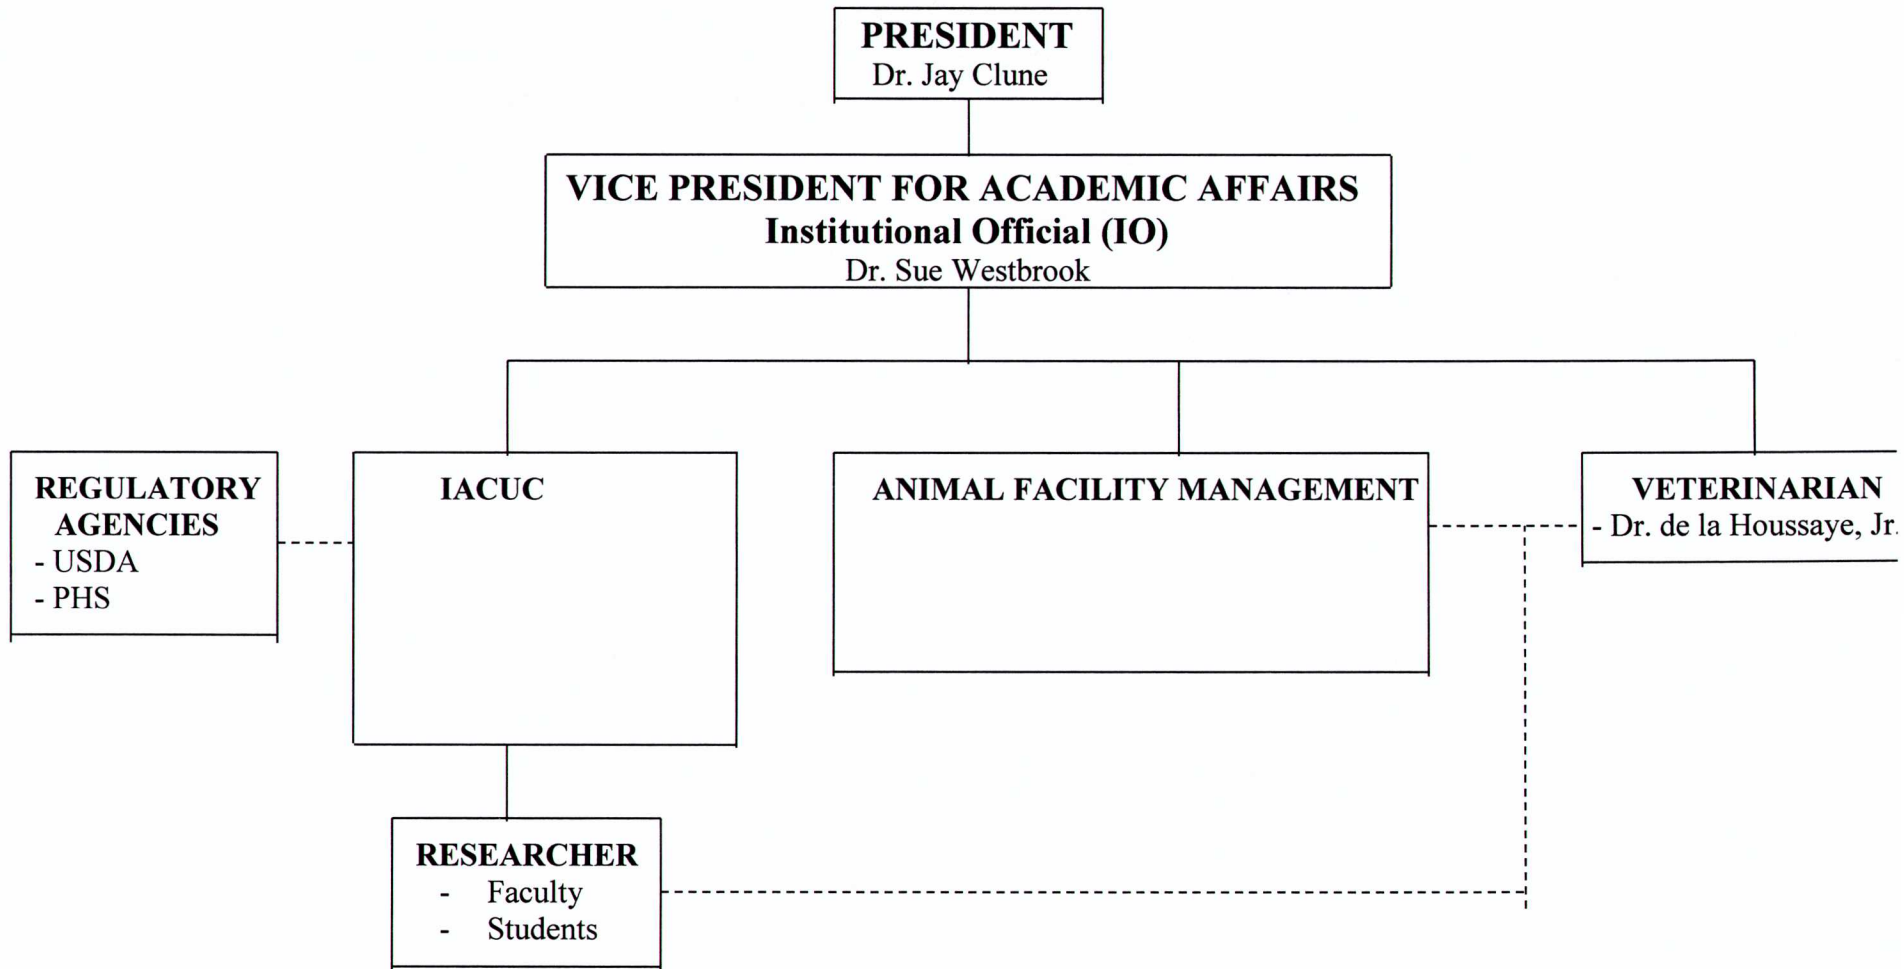 PRESIDENT
Dr. Jay Clune
VICE PRESIDENT FOR ACADEMIC AFFAIRS
Institutional Official (IO)
Dr. Sue Westbrook
REGULATORY
AGENCIES
- USDA
- PHS
IACUC
ANIMAL FACILITY MANAGEMENT
VETERINARIAN
- Dr. de la Houssaye, Jr.
RESEARCHER
- Faculty
- Students